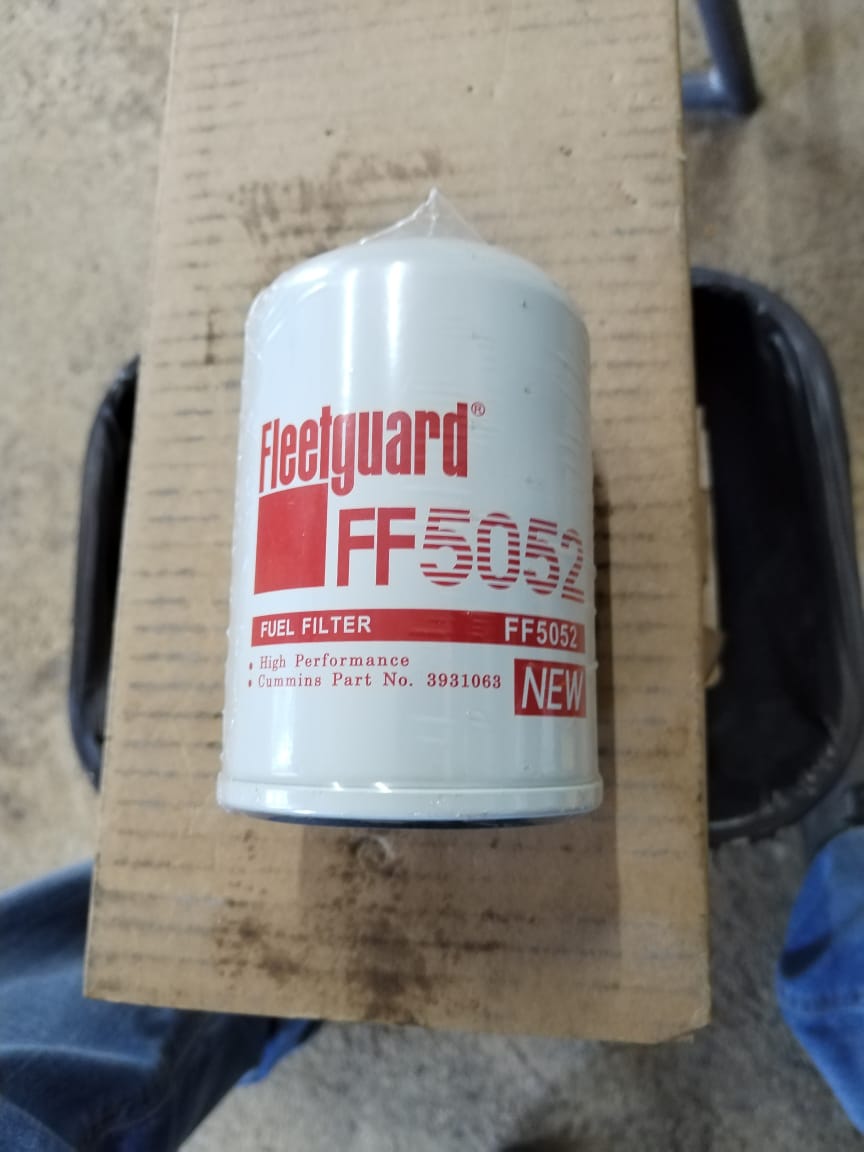 Fleetguard®
FF5052
FUEL FILTER FF5052
• High Performance
• Cummins Part No. 3931063
NEW